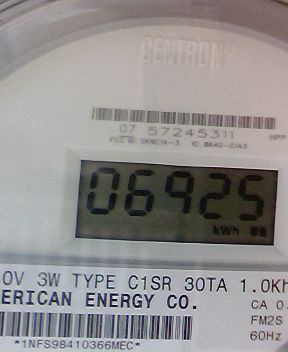 CENTRON®
07 57245311
HPP
06925
kWh
0V 3W TYPE C1SR 30TA 1.0Kh
ERICAN ENERGY CO.
CA 0.
FM2S
60Hz
*1NFS98410366MEC*